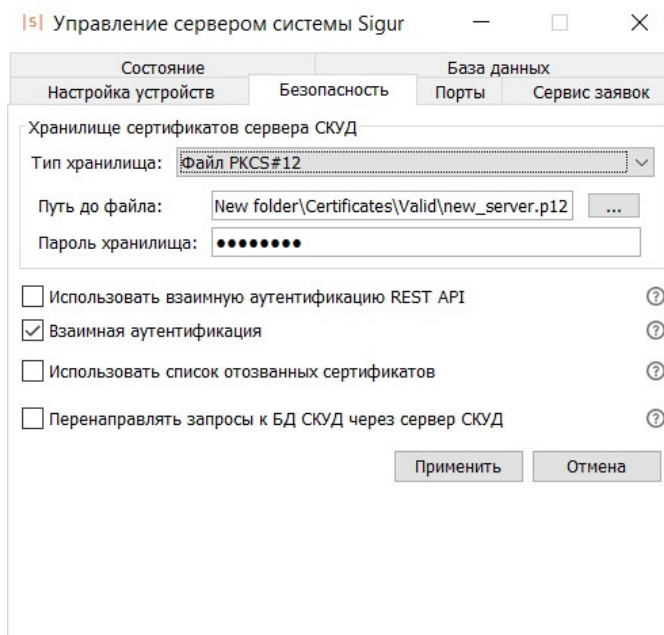 |s| Управление сервером системы Sigur
Состояние База данных
Настройка устройств Безопасность Порты Сервис заявок
Хранилище сертификатов сервера СКУД
Тип хранилища: Файл PKCS#12
Путь до файла: New folder\Certificates\Valid\new_server.p12 ...
Пароль хранилища: ●●●●●●●●
Использовать взаимную аутентификацию REST API ?
Взаимная аутентификация ?
Использовать список отозванных сертификатов ?
Перенаправлять запросы к БД СКУД через сервер СКУД ?
Применить Отмена